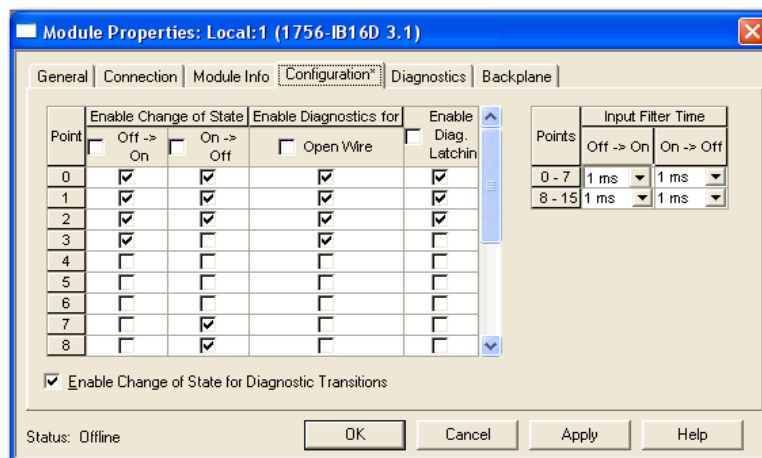 Module Properties: Local:1 (1756-IB16D 3.1)
General Connection Module Info Configuration* Diagnostics Backplane
Point Enable Change of State Enable Diagnostics for Enable Diag. Latchin
Off -> On On -> Off Open Wire
0
1
2
3
4
5
6
7
8
Points Input Filter Time
Off -> On On -> Off
0 - 7 1 ms 1 ms
8 - 15 1 ms 1 ms
Enable Change of State for Diagnostic Transitions
Status: Offline OK Cancel Apply Help